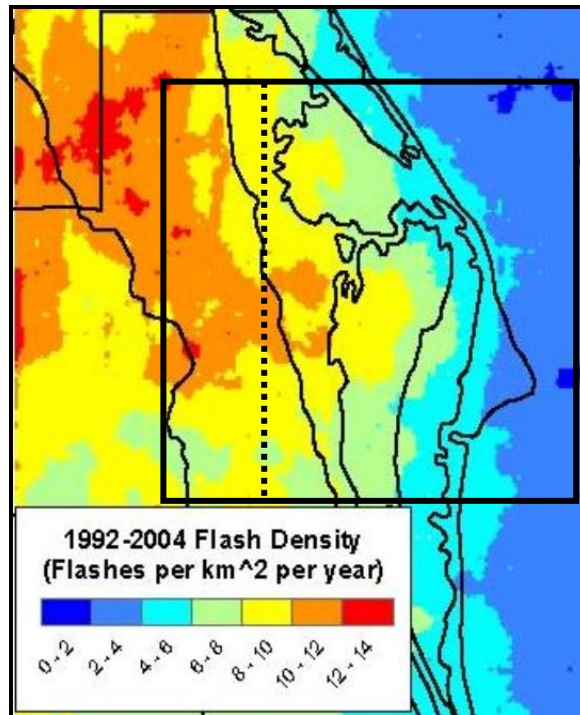 1992-2004 Flash Density
(Flashes per km^2 per year)
0 - 2
2 - 4
4 - 6
6 - 8
8 - 10
10 - 12
12 - 14